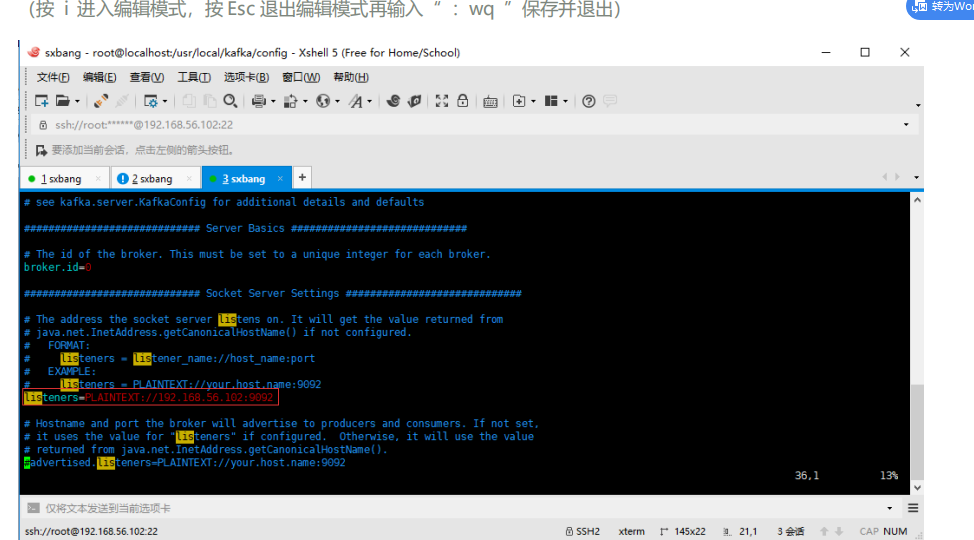 (按 i 进入编辑模式，按 Esc 退出编辑模式再输入“ ：wq ”保存并退出）
转为Wor
sxbang - root@localhost:/usr/local/kafka/config - Xshell 5 (Free for Home/School)
文件(F) 编辑(E) 查看(V) 工具(T) 选项卡(B) 窗口(W) 帮助(H)
ssh://root:******@192.168.56.102:22
要添加当前会话，点击左侧的箭头按钮。
1 sxbang × 2 sxbang × 3 sxbang × +
# see kafka.server.KafkaConfig for additional details and defaults
############################# Server Basics #############################
# The id of the broker. This must be set to a unique integer for each broker.
broker.id=0
############################# Socket Server Settings #############################
# The address the socket server listens on. It will get the value returned from
# java.net.InetAddress.getCanonicalHostName() if not configured.
#   FORMAT:
#     listeners = listener_name://host_name:port
#   EXAMPLE:
#     listeners = PLAINTEXT://your.host.name:9092
listeners=PLAINTEXT://192.168.56.102:9092
# Hostname and port the broker will advertise to producers and consumers. If not set,
# it uses the value for "listeners" if configured.  Otherwise, it will use the value
# returned from java.net.InetAddress.getCanonicalHostName().
#advertised.listeners=PLAINTEXT://your.host.name:9092
36,1 13%
仅将文本发送到当前选项卡
ssh://root@192.168.56.102:22 SSH2 xterm 145x22 21,1 3 会话 CAP NUM